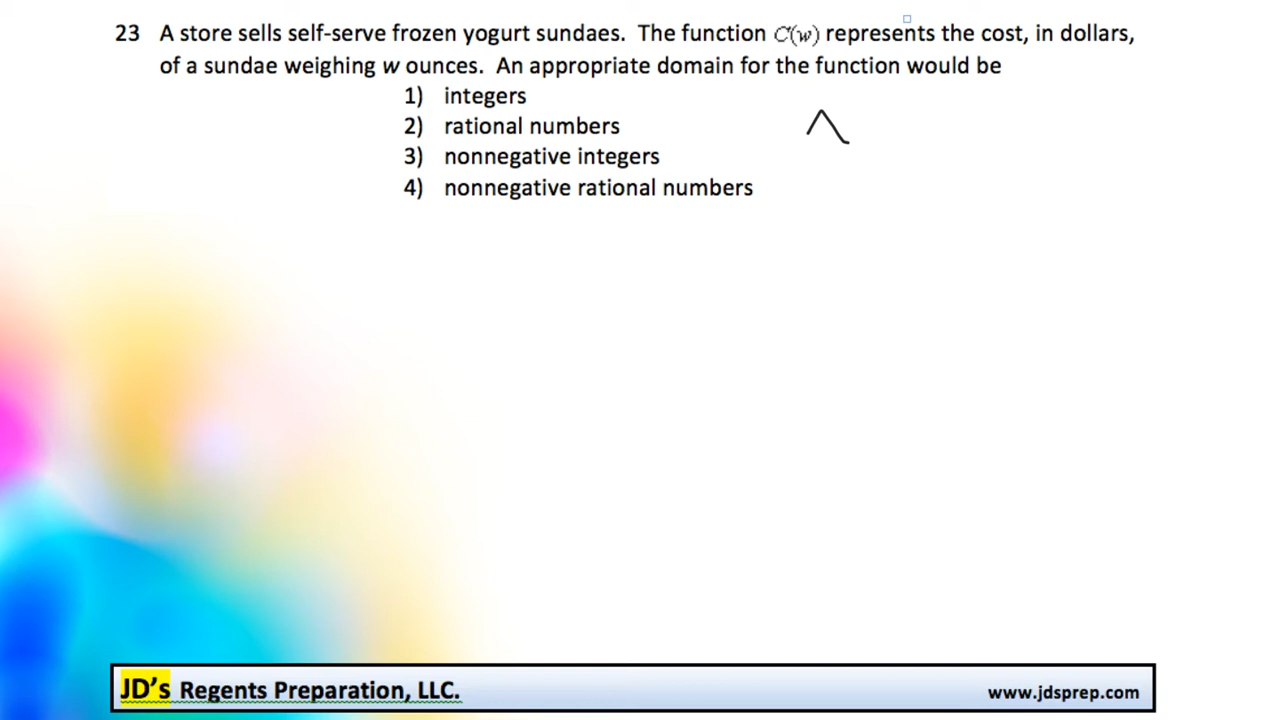 23 A store sells self-serve frozen yogurt sundaes. The function C(w) represents the cost, in dollars,
of a sundae weighing w ounces. An appropriate domain for the function would be
1) integers
2) rational numbers
3) nonnegative integers
4) nonnegative rational numbers
JD's Regents Preparation, LLC. www.jdsprep.com